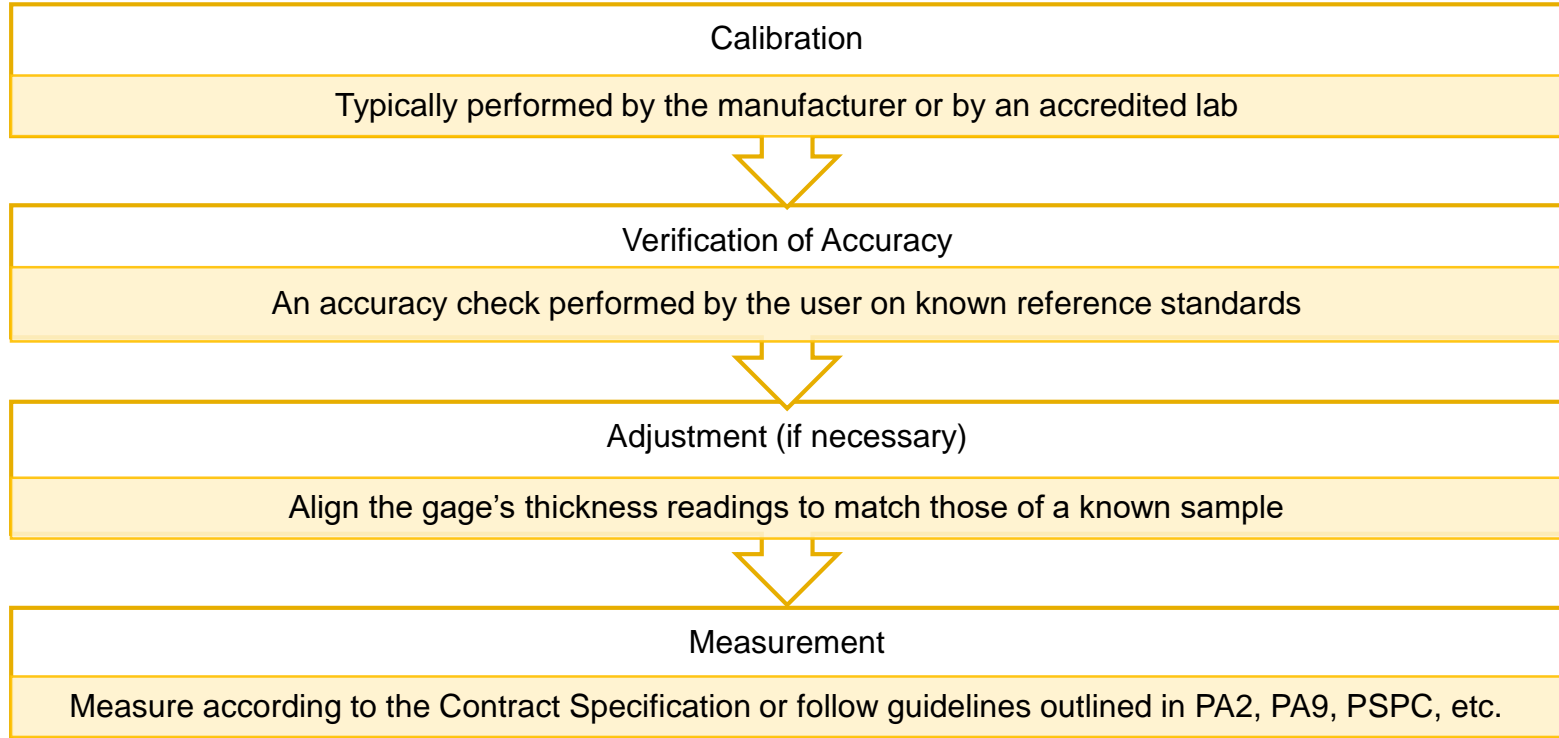 Calibration
Typically performed by the manufacturer or by an accredited lab
Verification of Accuracy
An accuracy check performed by the user on known reference standards
Adjustment (if necessary)
Align the gage’s thickness readings to match those of a known sample
Measurement
Measure according to the Contract Specification or follow guidelines outlined in PA2, PA9, PSPC, etc.